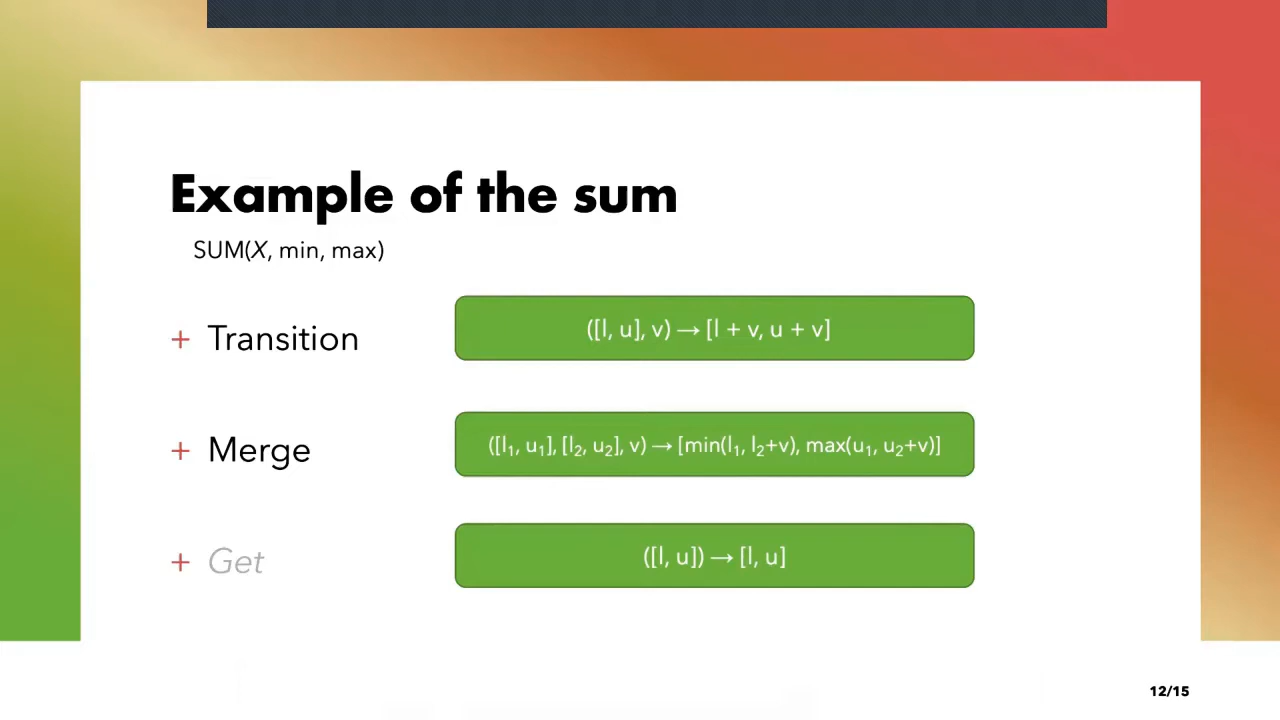 Example of the sum
SUM(X, min, max)
+ Transition
([l, u], v) → [l + v, u + v]
+ Merge
([l₁, u₁], [l₂, u₂], v) → [min(l₁, l₂+v), max(u₁, u₂+v)]
+ Get
([l, u]) → [l, u]
12/15